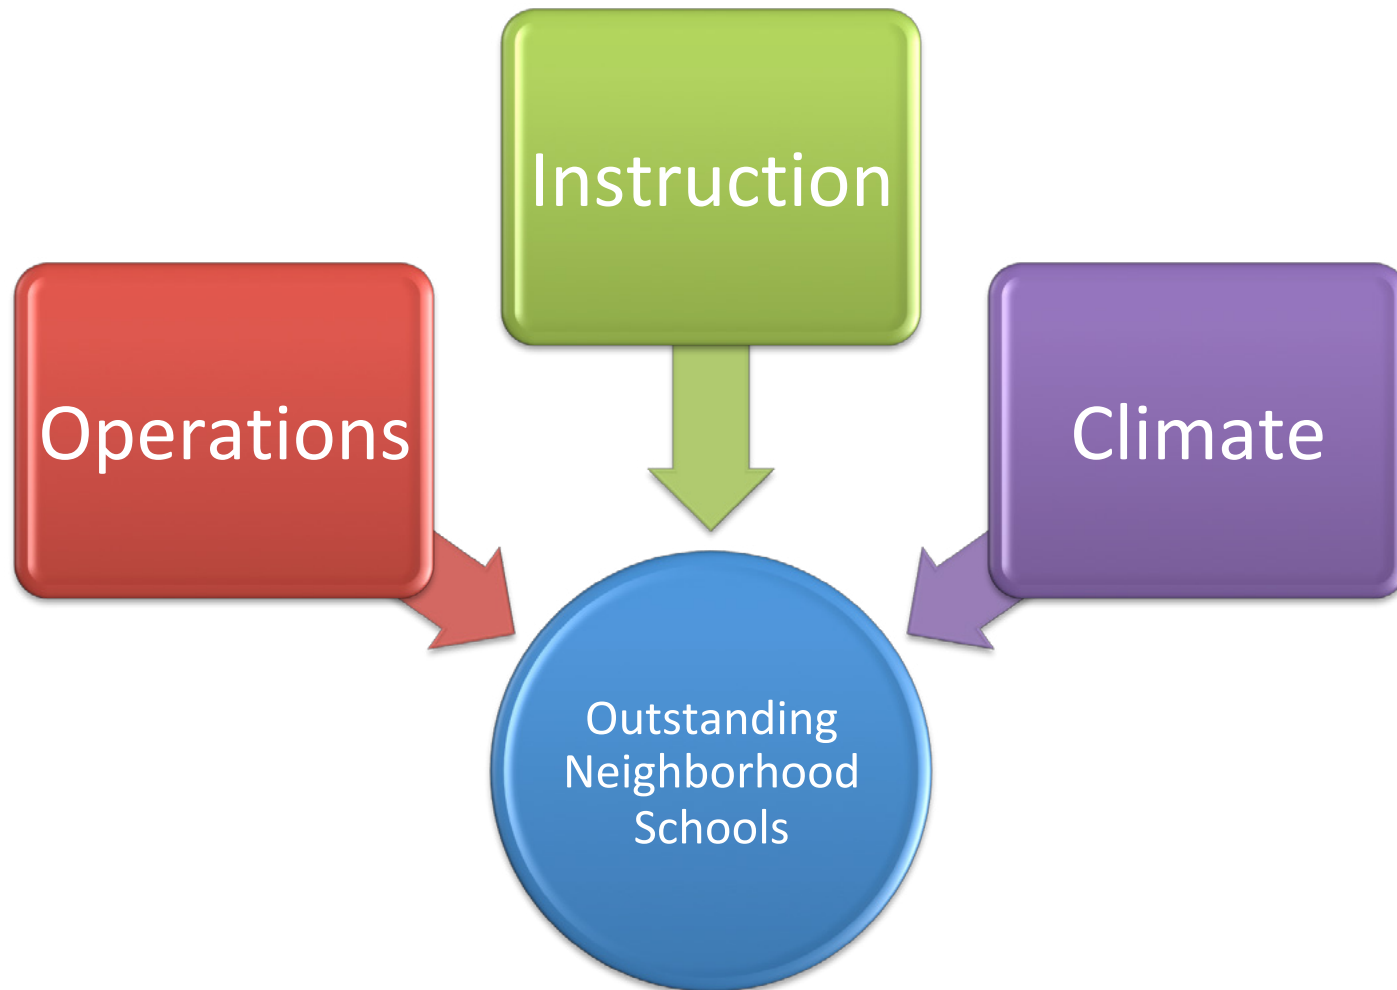 Instruction
Operations
Climate
Outstanding
Neighborhood
Schools